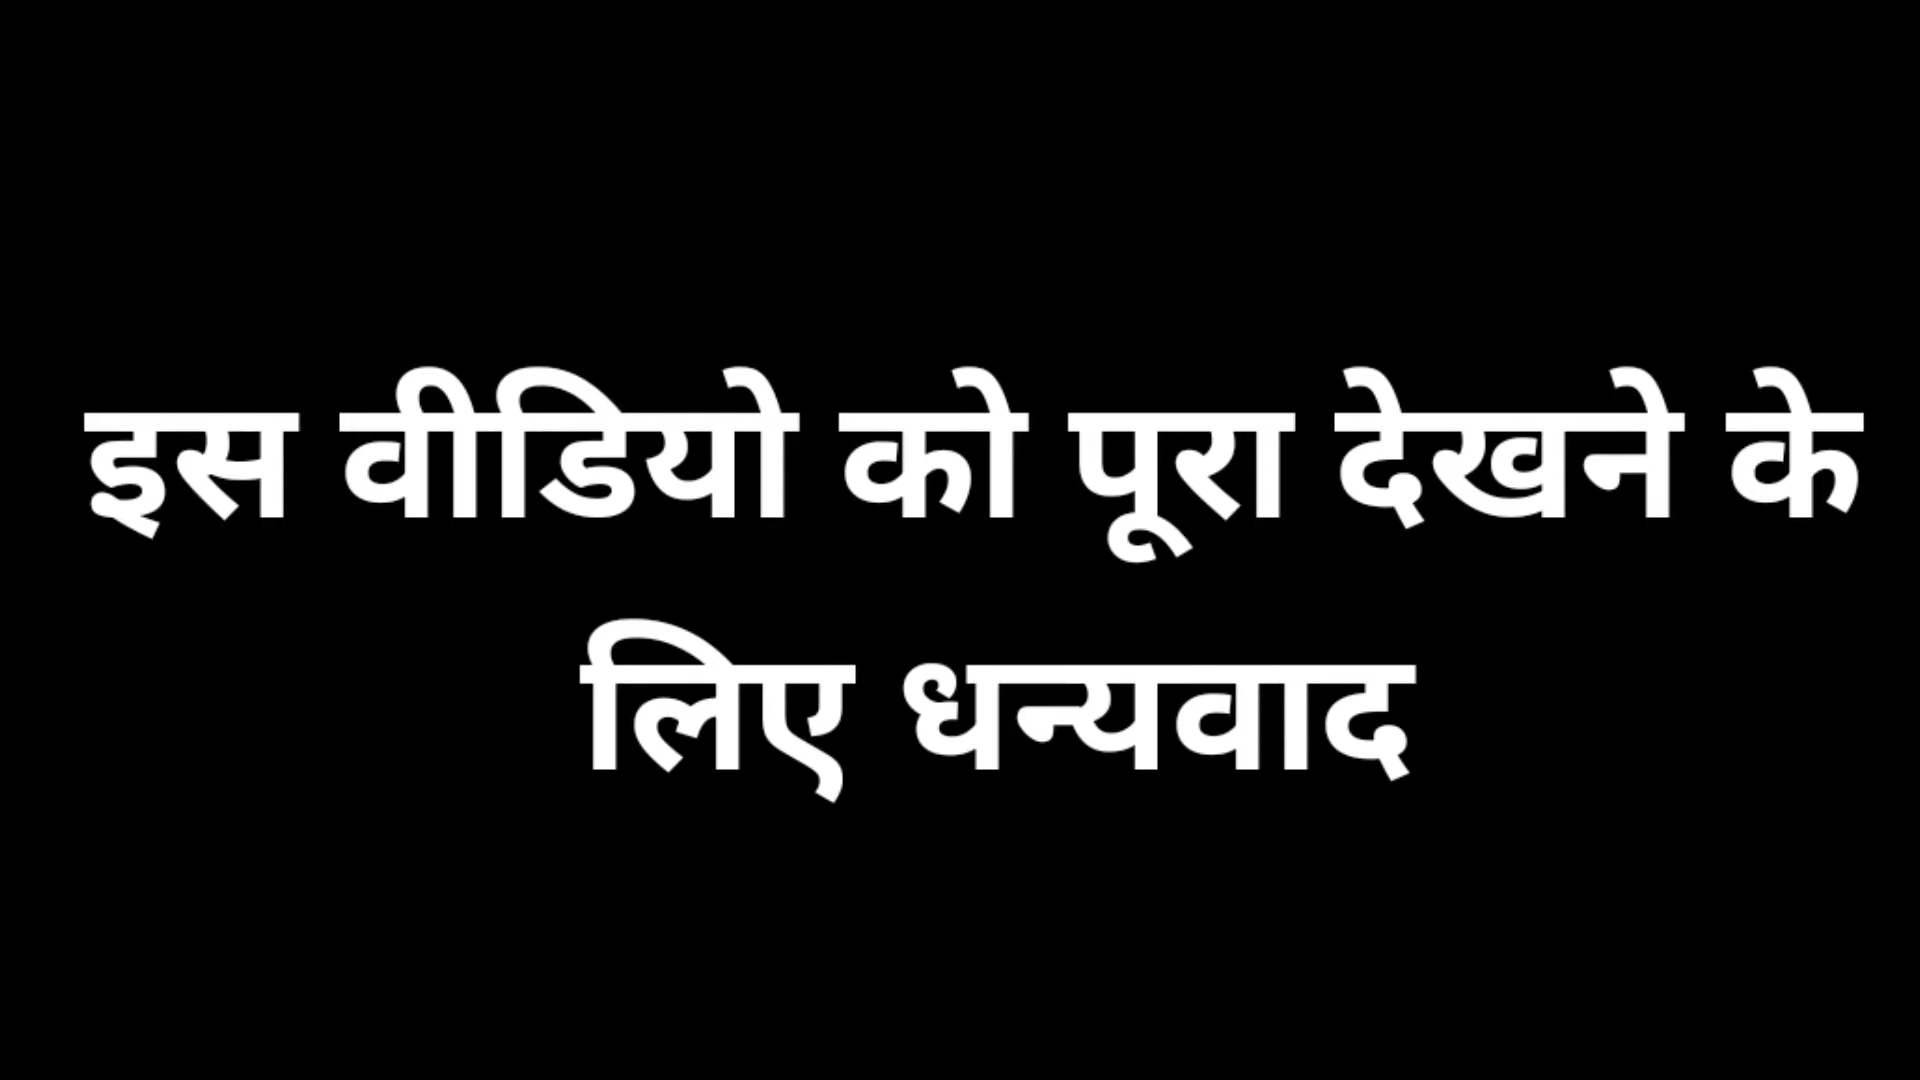 इस वीडियो को पूरा देखने के
लिए धन्यवाद